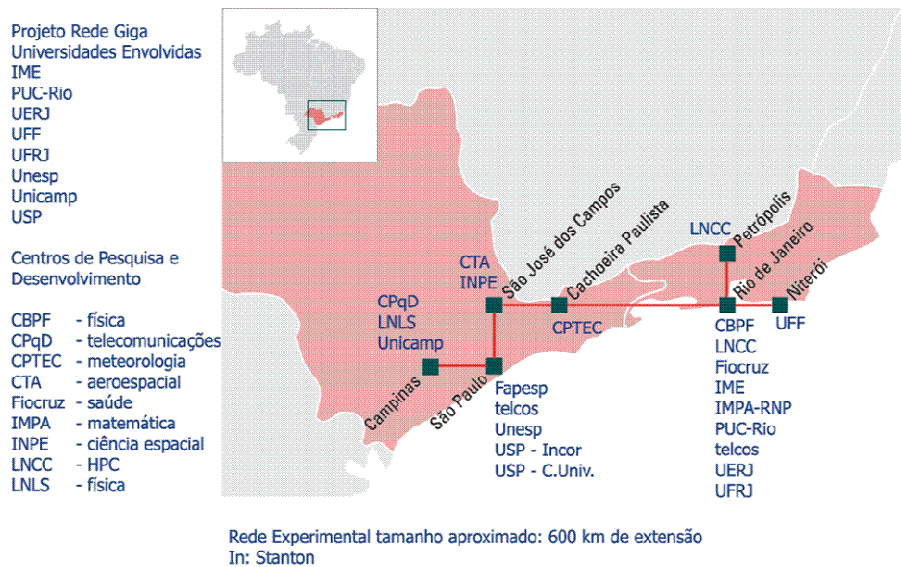 Projeto Rede Giga
Universidades Envolvidas
IME
PUC-Rio
UERJ
UFF
UFRJ
Unesp
Unicamp
USP
Centros de Pesquisa e
Desenvolvimento
CBPF - física
CPqD - telecomunicações
CPTEC - meteorologia
CTA - aeroespacial
Fiocruz - saúde
IMPA - matemática
INPE - ciência espacial
LNCC - HPC
LNLS - física
CPqD
LNLS
Unicamp
Campinas
São Paulo
Fapesp
telcos
Unesp
USP - Incor
USP - C.Univ.
CTA
INPE
São José dos Campos
Cachoeira Paulista
CPTEC
LNCC
Petrópolis
Rio de Janeiro
CBPF
LNCC
Fiocruz
IME
IMPA-RNP
PUC-Rio
telcos
UERJ
UFRJ
Niterói
UFF
Rede Experimental tamanho aproximado: 600 km de extensão
In: Stanton